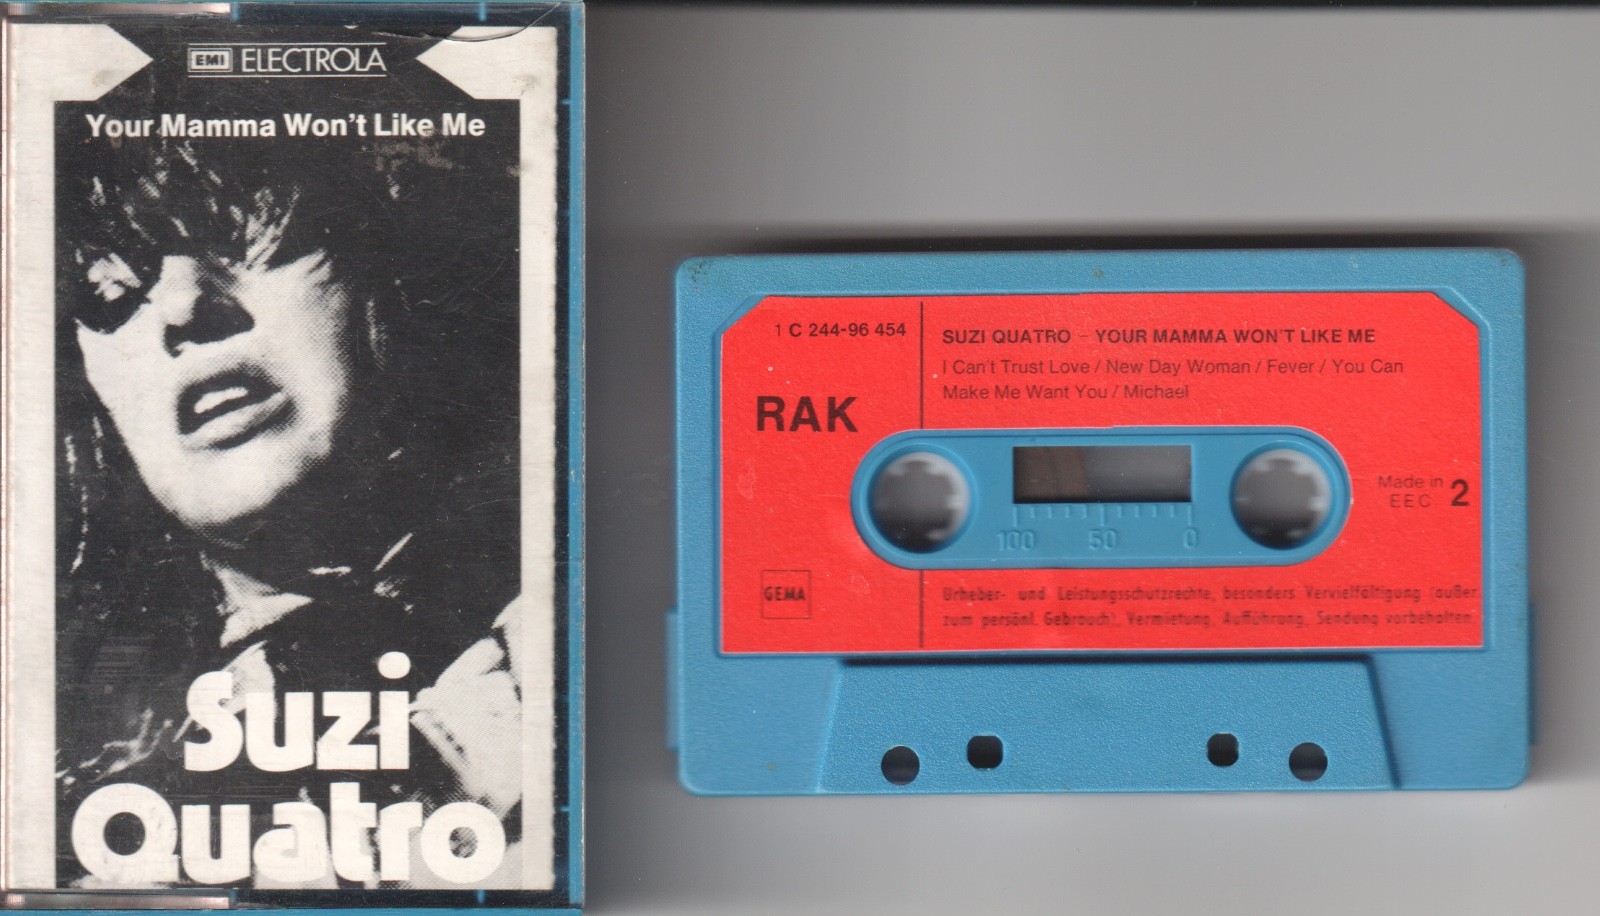 EMI ELECTROLA
Your Mamma Won't Like Me
Suzi
Quatro
1 C 244-96 454
RAK
SUZI QUATRO – YOUR MAMMA WON'T LIKE ME
I Can't Trust Love / New Day Woman / Fever / You Can
Make Me Want You / Michael
100 50 0
Made in
EEC 2
GEMA
Urheber- und Leistungsschutzrechte, besonders Vervielfältigung (außer
zum persönl. Gebrauch), Vermietung, Aufführung, Sendung vorbehalten.